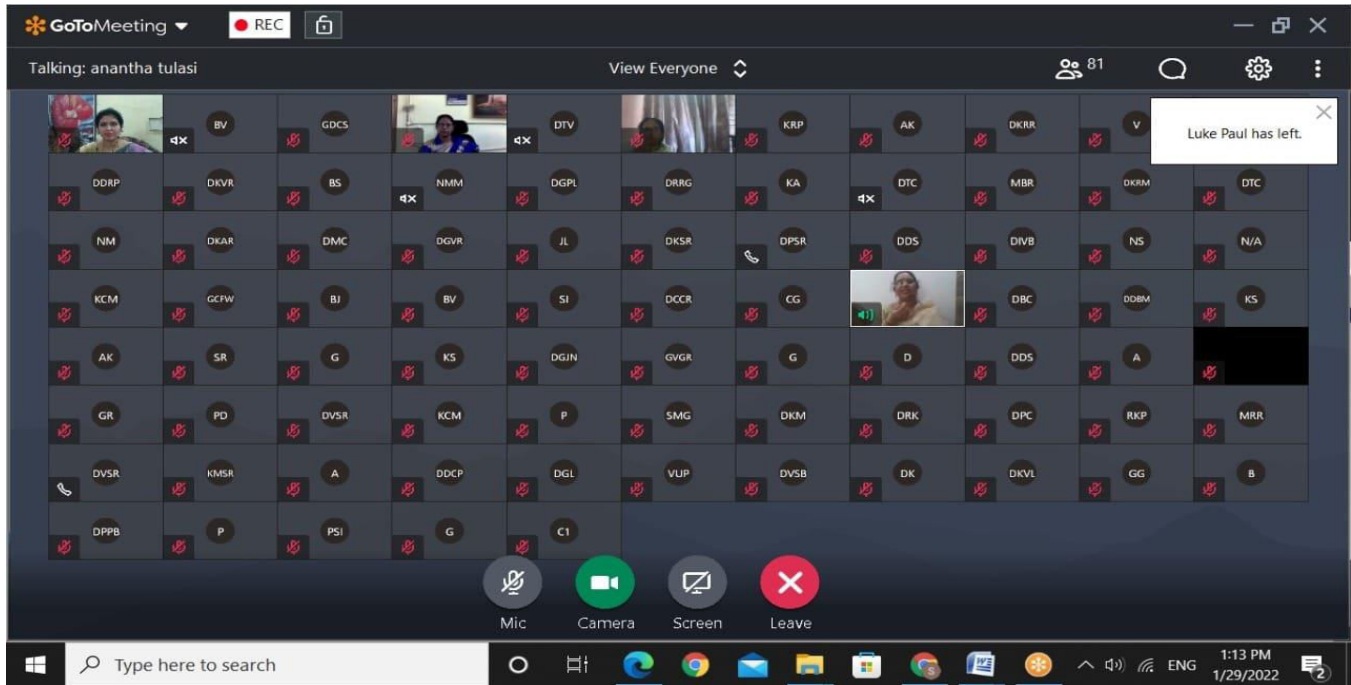 GoToMeeting REC
Talking: anantha tulasi View Everyone 81
Luke Paul has left.
BV GDCS DTV KRP AK DKRR V
DDRP DKVR BS NMM DGPL DRRG KA DTC MBR DKRM DTC
NM DKAR DMC DGVR JL DKSR DPSR DDS DIVB NS N/A
KCM GCFW BJ BV SI DCCR CG DBC DDBM KS
AK SR G KS DGJN GVGR G D DDS A
GR PD DVSR KCM P SMG DKM DRK DPC RKP MRR
DVSR KMSR A DDCP DGL VUP DVSB DK DKVL GG B
DPPB P PSI G C1
Mic Camera Screen Leave
Type here to search ENG 1:13 PM
1/29/2022 2